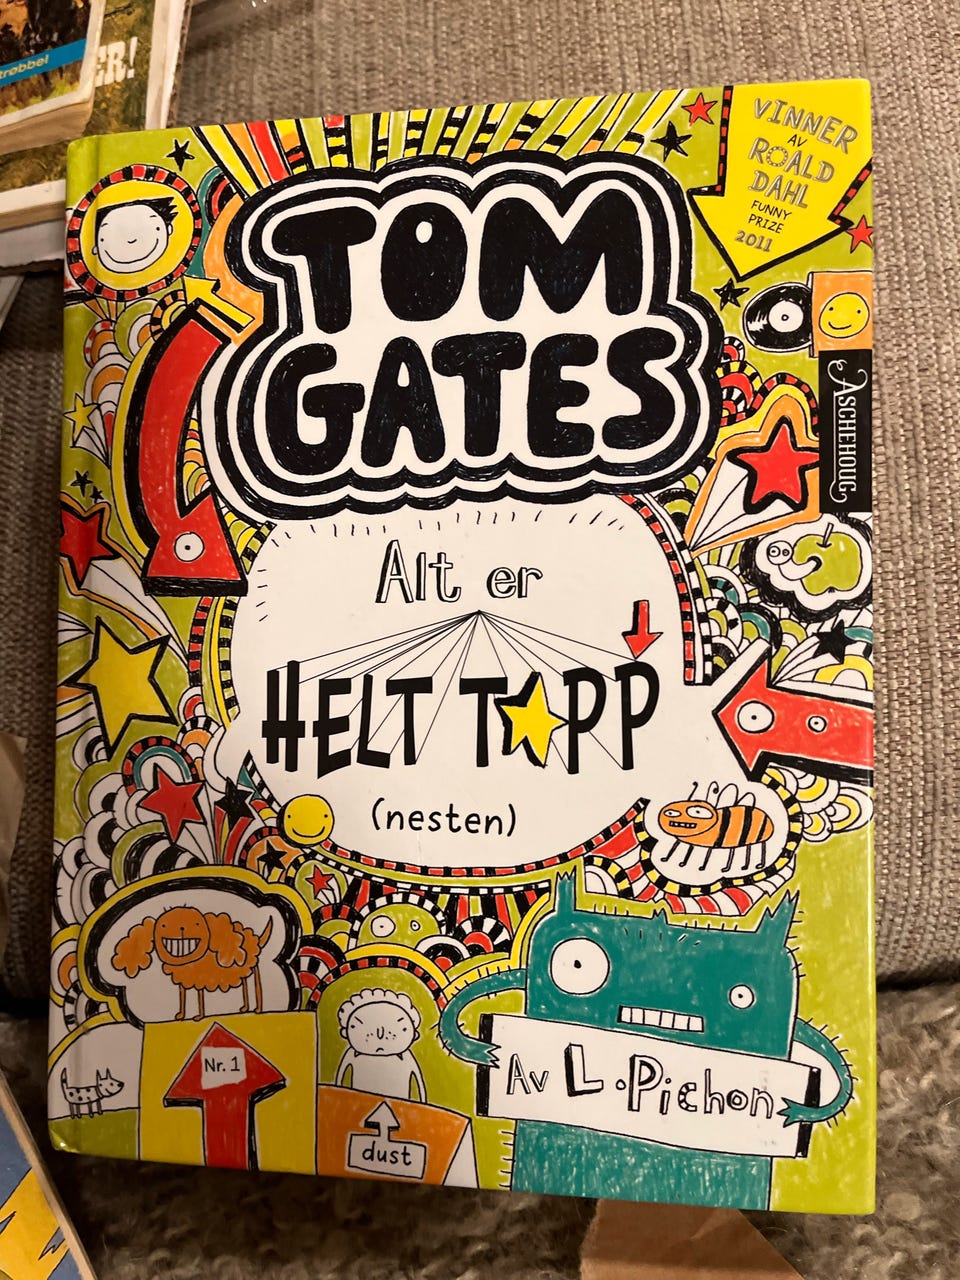 trøbbel
ER!
VINNER
AV
ROALD
DAHL
FUNNY
PRIZE
2011
TOM
GATES
ASCHEHOUG
Alt er
HELT TOPP
(nesten)
Nr. 1
dust
Av L. Pichon